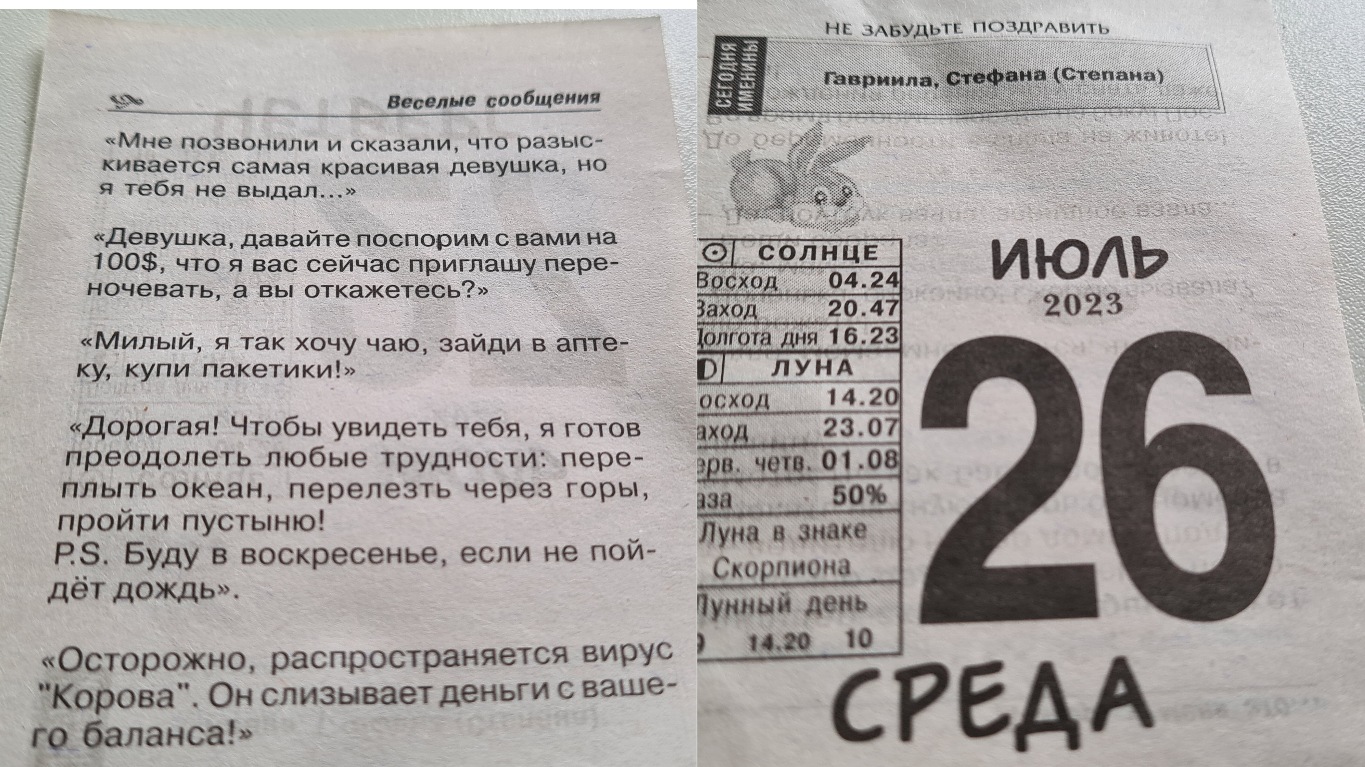 Веселые сообщения
«Мне позвонили и сказали, что разыс-
кивается самая красивая девушка, но
я тебя не выдал...»
«Девушка, давайте поспорим с вами на
100$, что я вас сейчас приглашу пере-
ночевать, а вы откажетесь?»
«Милый, я так хочу чаю, зайди в апте-
ку, купи пакетики!»
«Дорогая! Чтобы увидеть тебя, я готов
преодолеть любые трудности: пере-
плыть океан, перелезть через горы,
пройти пустыню!
P.S. Буду в воскресенье, если не пой-
дёт дождь».
«Осторожно, распространяется вирус
"Корова". Он слизывает деньги с ваше-
го баланса!»
НЕ ЗАБУДЬТЕ ПОЗДРАВИТЬ
СЕГОДНЯ
ИМЕНИНЫ
Гавриила, Стефана (Степана)
СОЛНЦЕ
Восход 04.24
Заход 20.47
Долгота дня 16.23
ЛУНА
осход 14.20
аход 23.07
ерв. четв. 01.08
аза 50%
Луна в знаке
Скорпиона
Лунный день
14.20 10
ИЮЛЬ
2023
26
СРЕДА